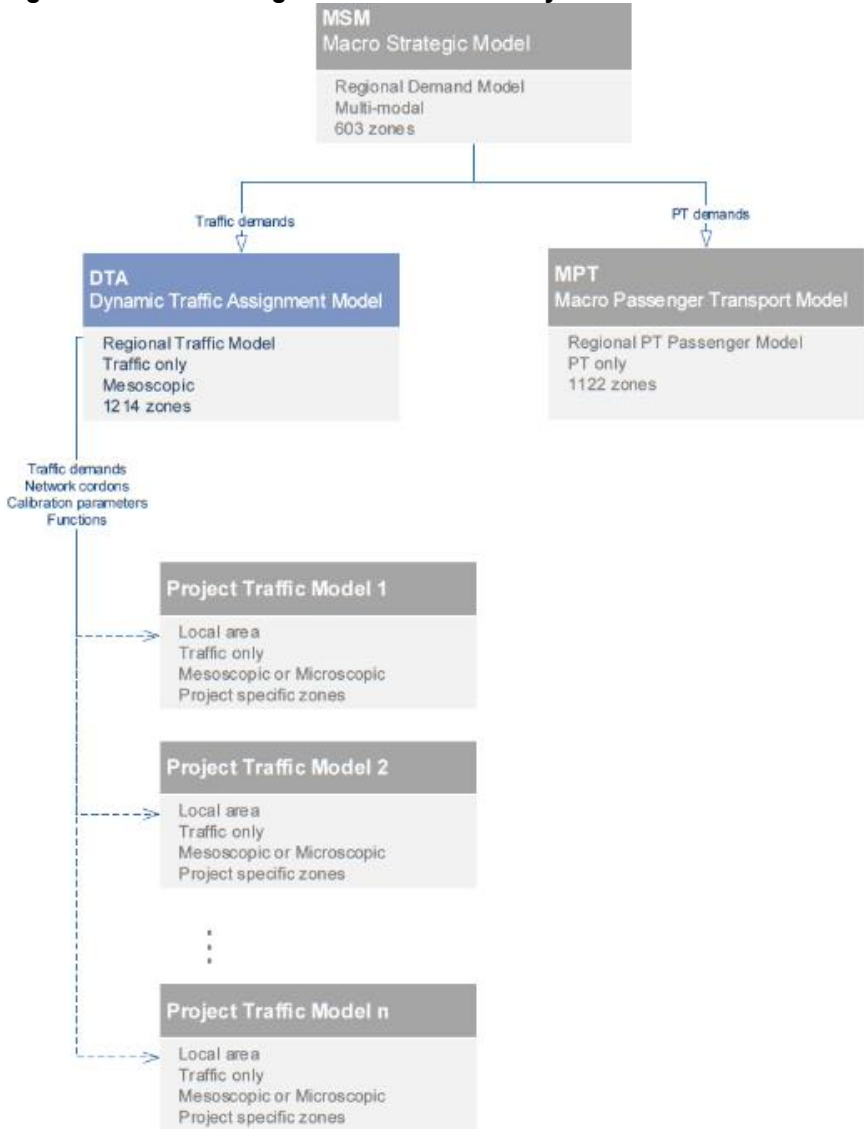 MSM
Macro Strategic Model
Regional Demand Model
Multi-modal
603 zones
Traffic demands
PT demands
DTA
Dynamic Traffic Assignment Model
Regional Traffic Model
Traffic only
Mesoscopic
1214 zones
MPT
Macro Passenger Transport Model
Regional PT Passenger Model
PT only
1122 zones
Traffic demands
Network cordons
Calibration parameters
Functions
Project Traffic Model 1
Local area
Traffic only
Mesoscopic or Microscopic
Project specific zones
Project Traffic Model 2
Local area
Traffic only
Mesoscopic or Microscopic
Project specific zones
Project Traffic Model n
Local area
Traffic only
Mesoscopic or Microscopic
Project specific zones